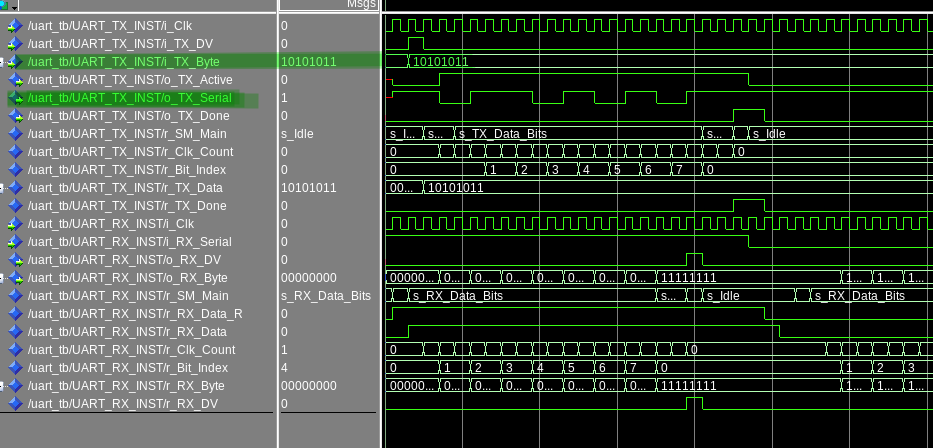 Msgs
/uart_tb/UART_TX_INST/i_Clk 0
/uart_tb/UART_TX_INST/i_TX_DV 0
/uart_tb/UART_TX_INST/i_TX_Byte 10101011 10101011
/uart_tb/UART_TX_INST/o_TX_Active 0
/uart_tb/UART_TX_INST/o_TX_Serial 1
/uart_tb/UART_TX_INST/o_TX_Done 0
/uart_tb/UART_TX_INST/r_SM_Main s_Idle s_I... s... s_TX_Data_Bits s... s_Idle
/uart_tb/UART_TX_INST/r_Clk_Count 0 0 0
/uart_tb/UART_TX_INST/r_Bit_Index 0 0 1 2 3 4 5 6 7 0
/uart_tb/UART_TX_INST/r_TX_Data 10101011 00... 10101011
/uart_tb/UART_TX_INST/r_TX_Done 0
/uart_tb/UART_RX_INST/i_Clk 0
/uart_tb/UART_RX_INST/i_RX_Serial 0
/uart_tb/UART_RX_INST/o_RX_DV 0
/uart_tb/UART_RX_INST/o_RX_Byte 00000000 00000... 0... 0... 0... 0... 0... 0... 0... 11111111 1... 1... 1...
/uart_tb/UART_RX_INST/r_SM_Main s_RX_Data_Bits s_RX_Data_Bits s... s_Idle s_RX_Data_Bits
/uart_tb/UART_RX_INST/r_RX_Data_R 0
/uart_tb/UART_RX_INST/r_RX_Data 0
/uart_tb/UART_RX_INST/r_Clk_Count 1 0 0
/uart_tb/UART_RX_INST/r_Bit_Index 4 0 1 2 3 4 5 6 7 0 1 2 3
/uart_tb/UART_RX_INST/r_RX_Byte 00000000 00000... 0... 0... 0... 0... 0... 0... 0... 11111111 1... 1... 1...
/uart_tb/UART_RX_INST/r_RX_DV 0